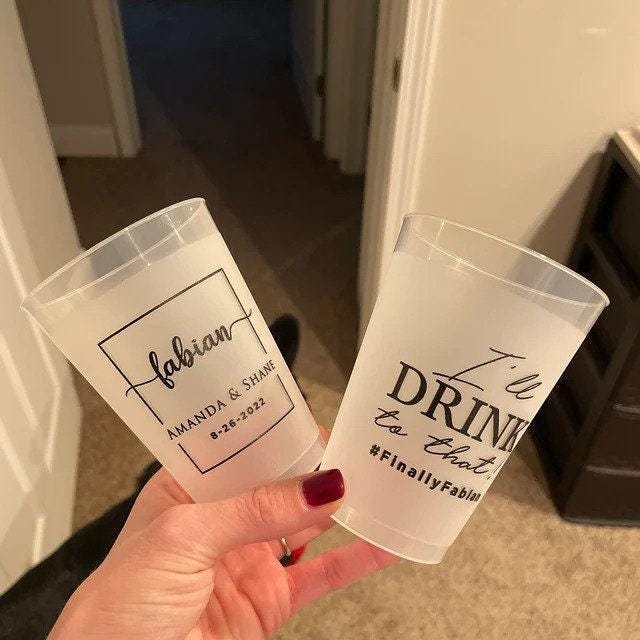 fabian
AMANDA & SHANE
8-26-2022
I'll
DRINK
to that!
#FinallyFabian